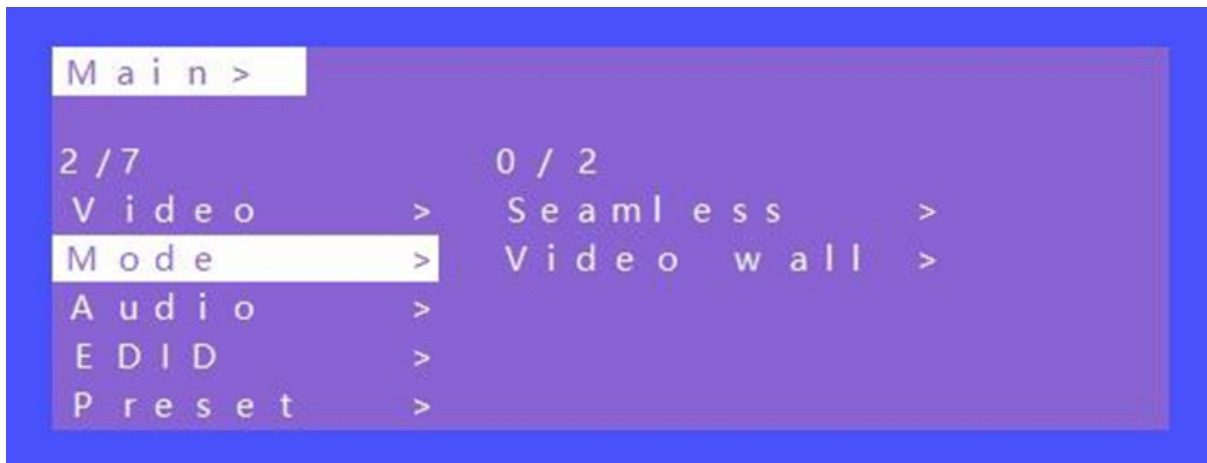 Main>
2/7 0/2
Video > Seamless >
Mode > Video wall >
Audio >
EDID >
Preset >